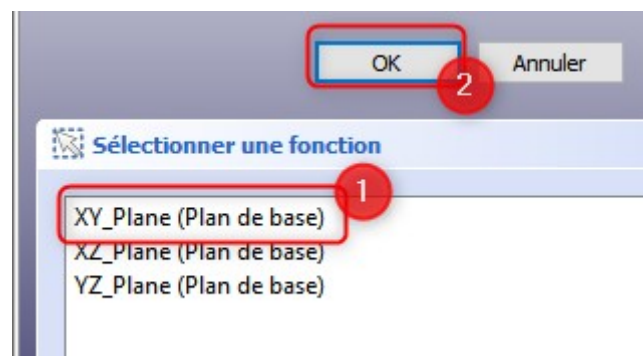 OK Annuler
2
Sélectionner une fonction
1
XY_Plane (Plan de base)
XZ_Plane (Plan de base)
YZ_Plane (Plan de base)